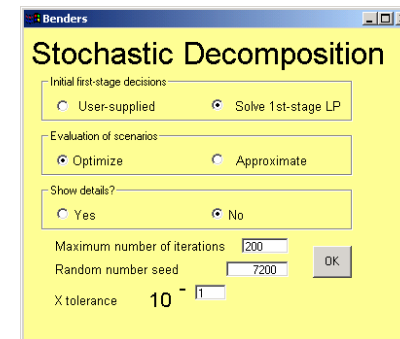 Benders
Stochastic Decomposition
Initial first-stage decisions
User-supplied Solve 1st-stage LP
Evaluation of scenarios
Optimize Approximate
Show details?
Yes No
Maximum number of iterations 200
Random number seed 7200
OK
X tolerance 10 - 1